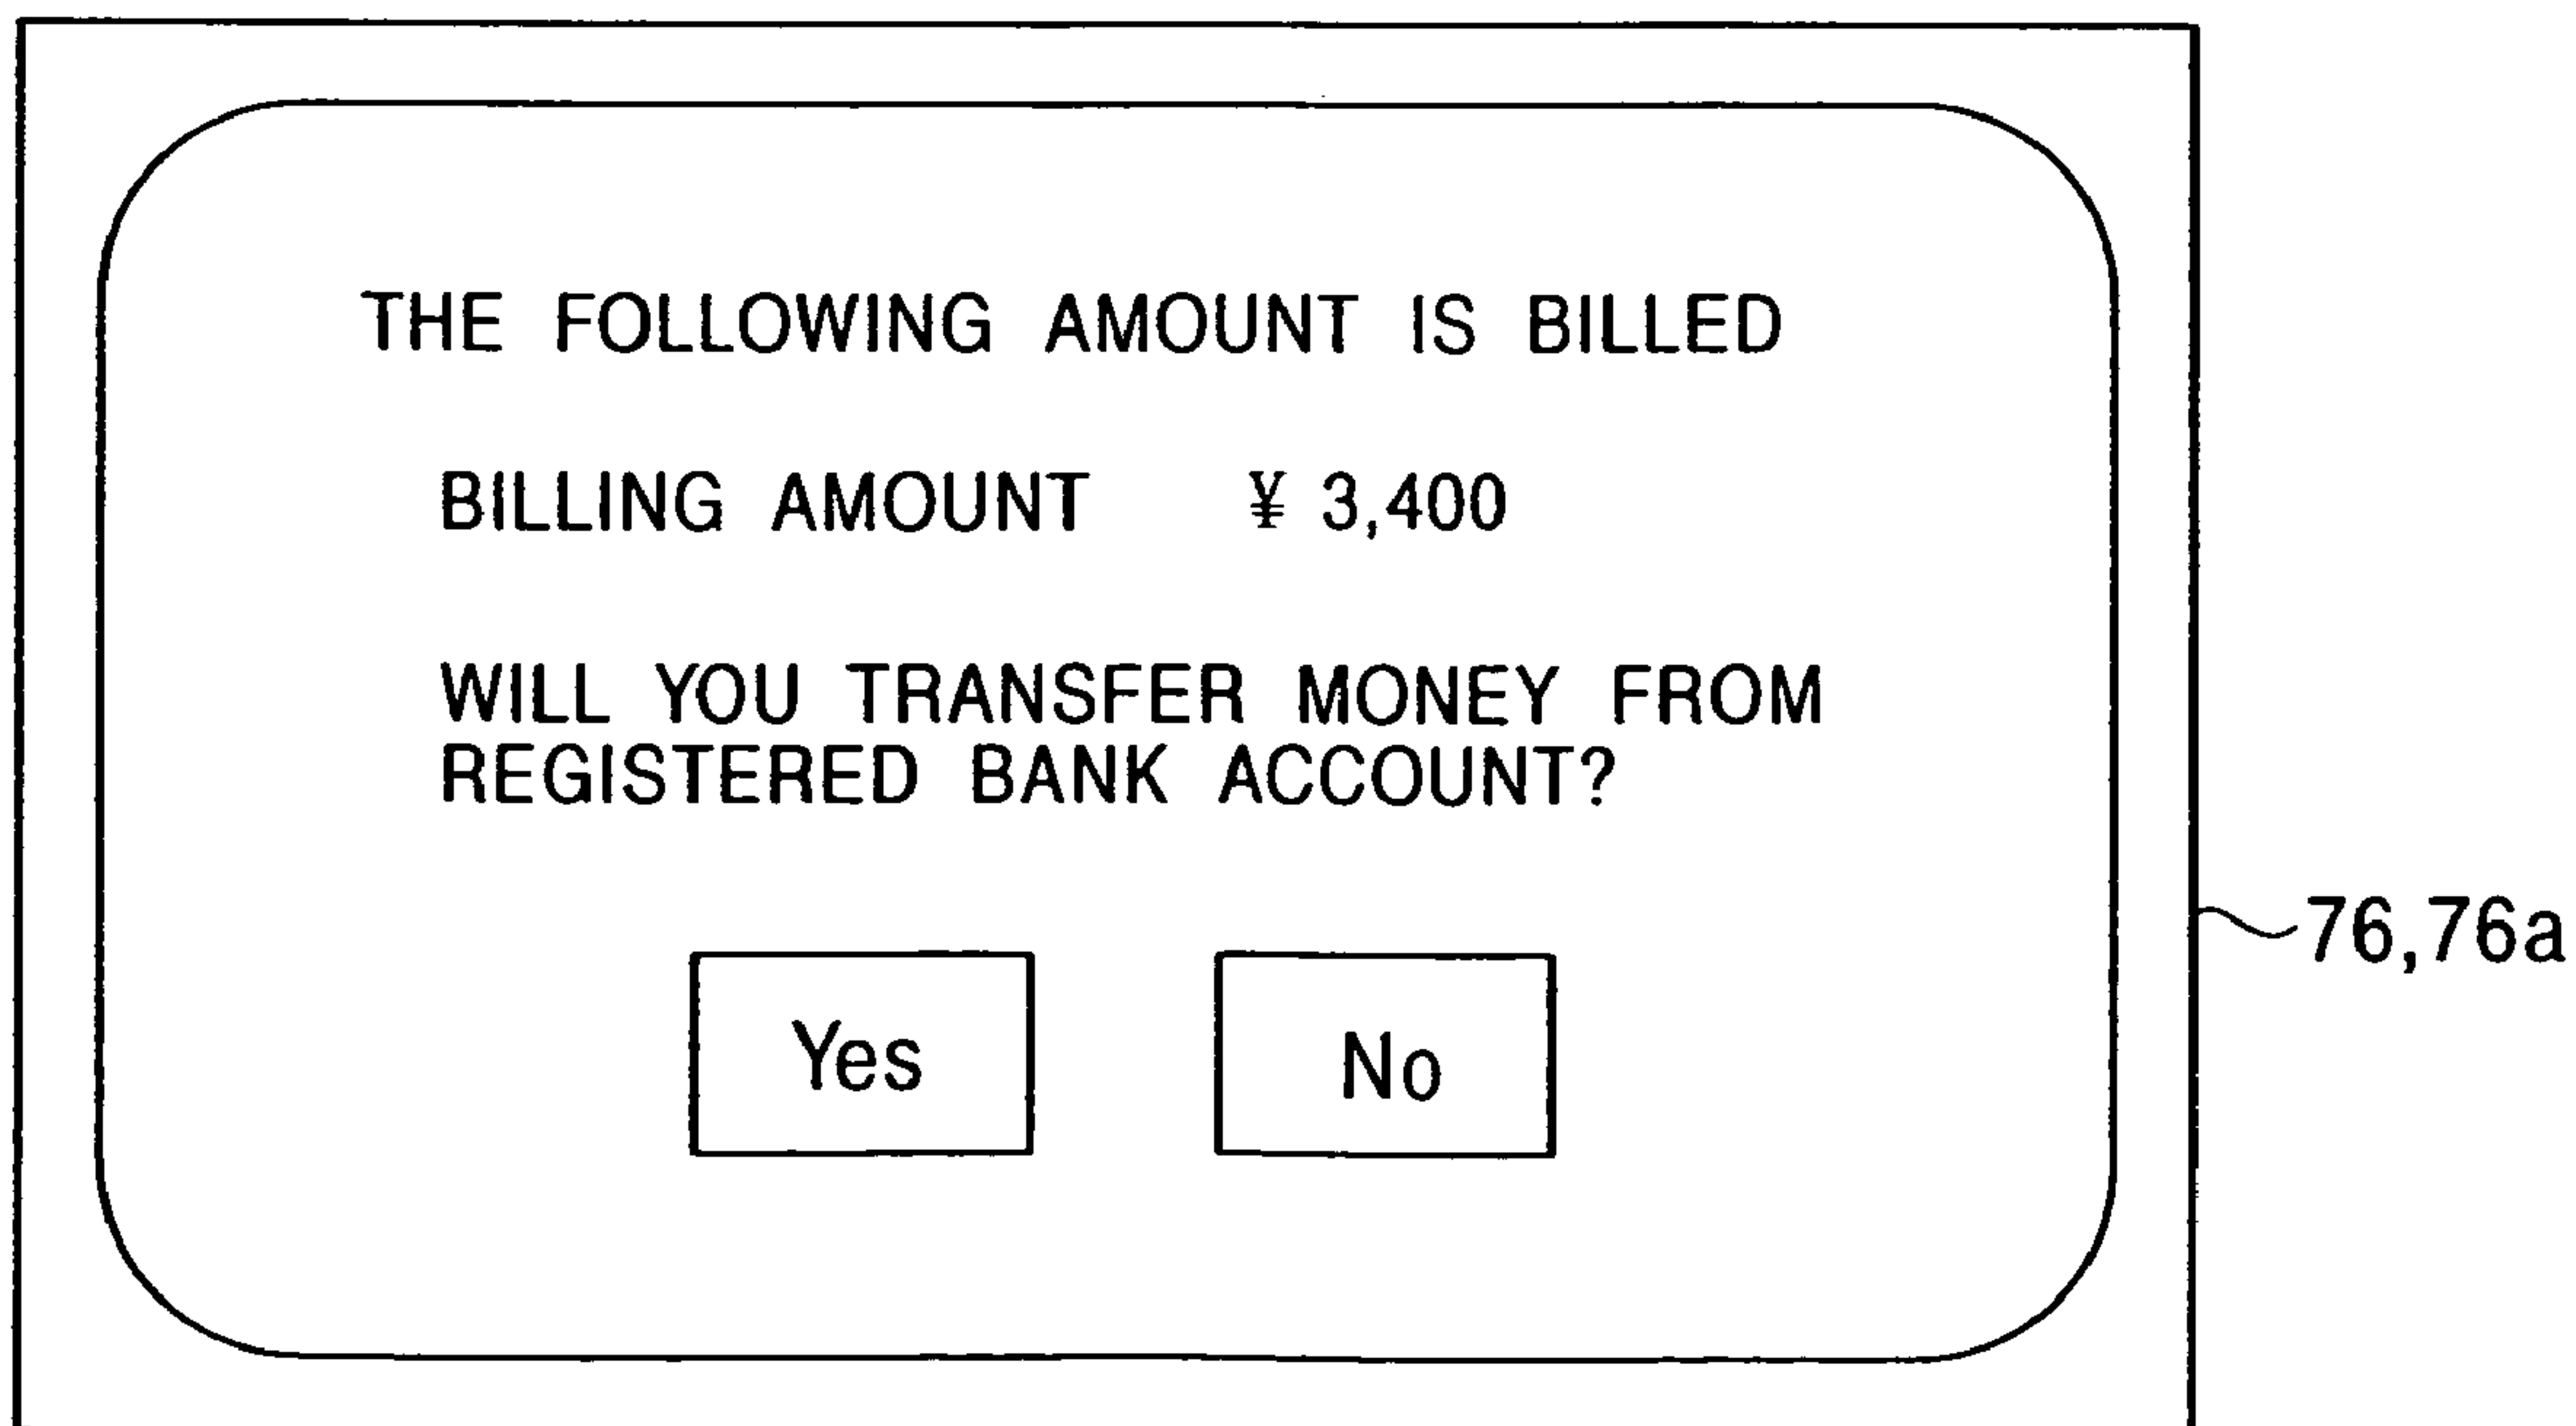 THE FOLLOWING AMOUNT IS BILLED
BILLING AMOUNT ¥ 3,400
WILL YOU TRANSFER MONEY FROM
REGISTERED BANK ACCOUNT?
Yes No
76,76a